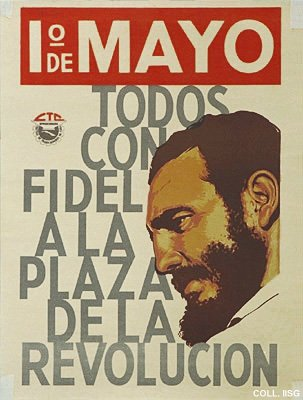 1º DE MAYO
CTC
TODOS
CON
FIDEL
A LA
PLAZA
DE LA
REVOLUCION
COLL. IISG